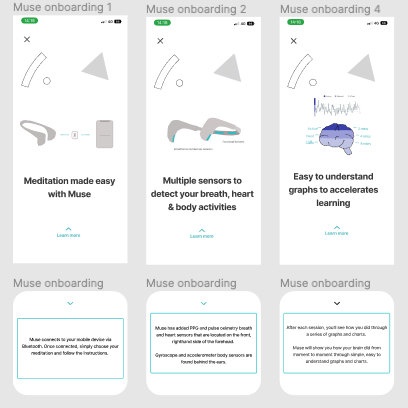 Muse onboarding 1
Muse onboarding 2
Muse onboarding 4
Meditation made easy
with Muse
Learn more
Multiple sensors to
detect your breath, heart
& body activities
Learn more
Easy to understand
graphs to accelerates
learning
Learn more
Muse onboarding
Muse connects to your mobile device via
Bluetooth. Once connected, simply choose your
meditation and follow the instructions.
Muse onboarding
Muse has added PPG and pulse oximetry breath
and heart sensors that are located on the front,
righthand side of the forehead.
Gyroscope and accelerometer body sensors are
found behind the ears.
Muse onboarding
After each session, you'll see how you did through
a series of graphs and charts.
Muse will show you how your brain did from
moment to moment through simple, easy to
understand graphs and charts.